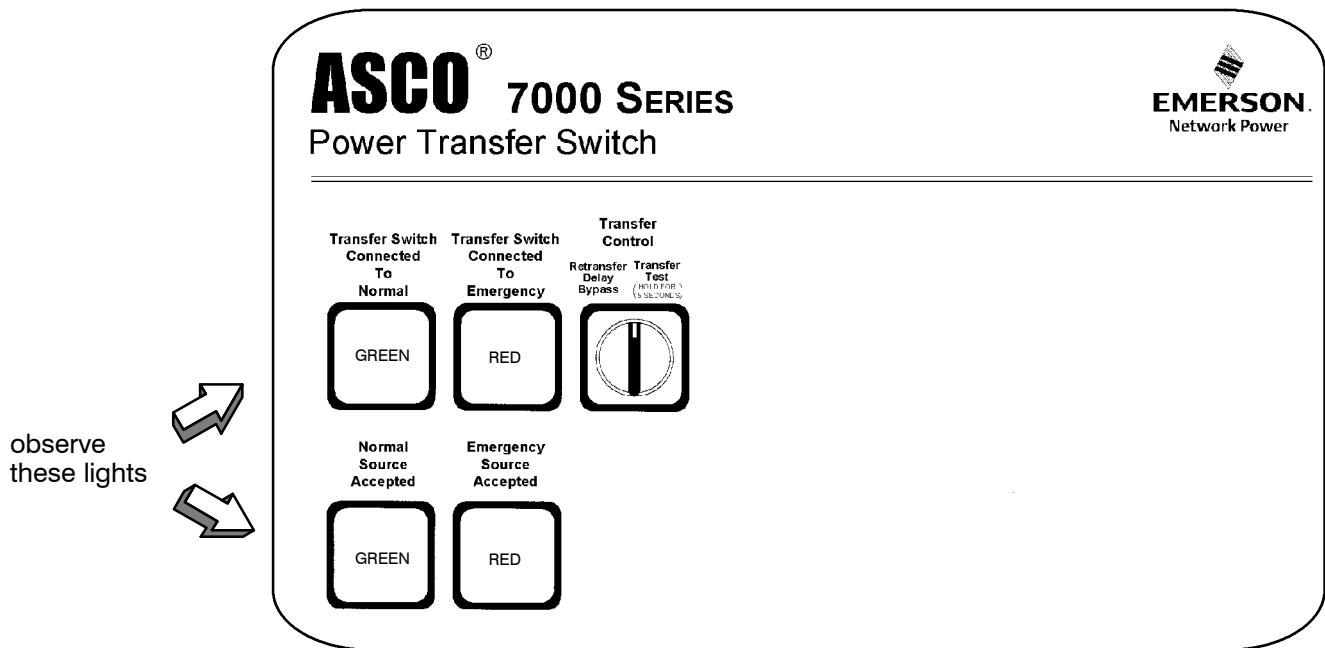 ASCO® 7000 SERIES
Power Transfer Switch
EMERSON.
Network Power
Transfer Switch
Connected
To
Normal
Transfer Switch
Connected
To
Emergency
Transfer
Control
Retransfer
Delay
Bypass
Transfer
Test
(HOLD FOR
5 SECONDS)
GREEN
RED
observe
these lights
Normal
Source
Accepted
Emergency
Source
Accepted
GREEN
RED